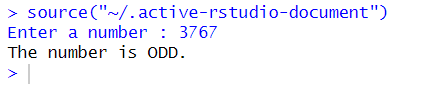 > source("~/.active-rstudio-document")
Enter a number : 3767
The number is ODD.
>